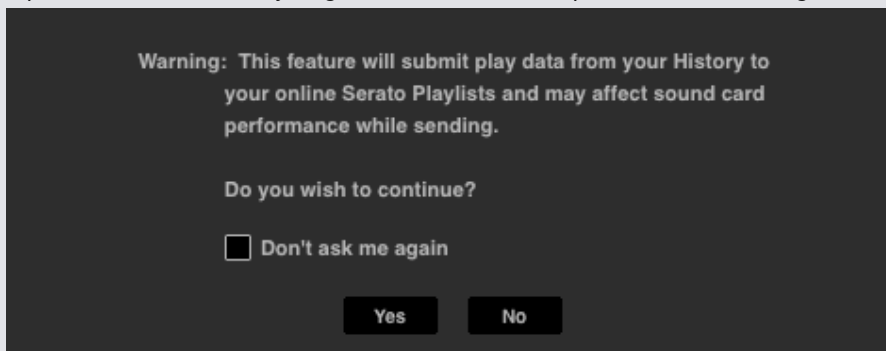 Warning: This feature will submit play data from your History to
your online Serato Playlists and may affect sound card
performance while sending.
Do you wish to continue?
Don't ask me again
Yes No